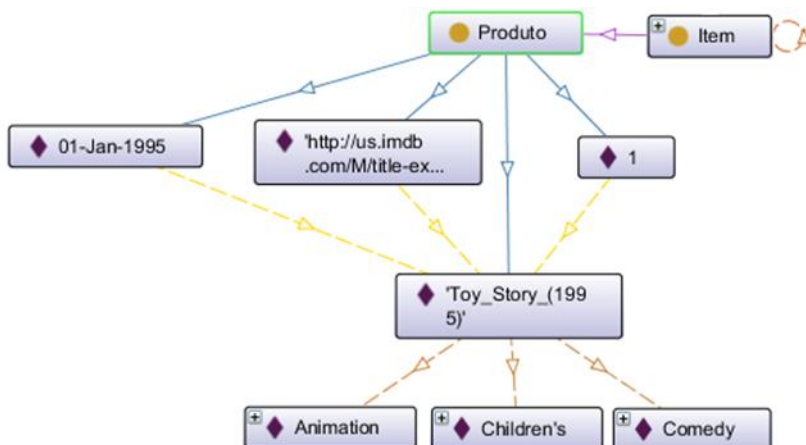 Produto
Item
01-Jan-1995
'http://us.imdb
.com/M/title-ex...
1
'Toy_Story_(199
5)'
Animation
Children's
Comedy